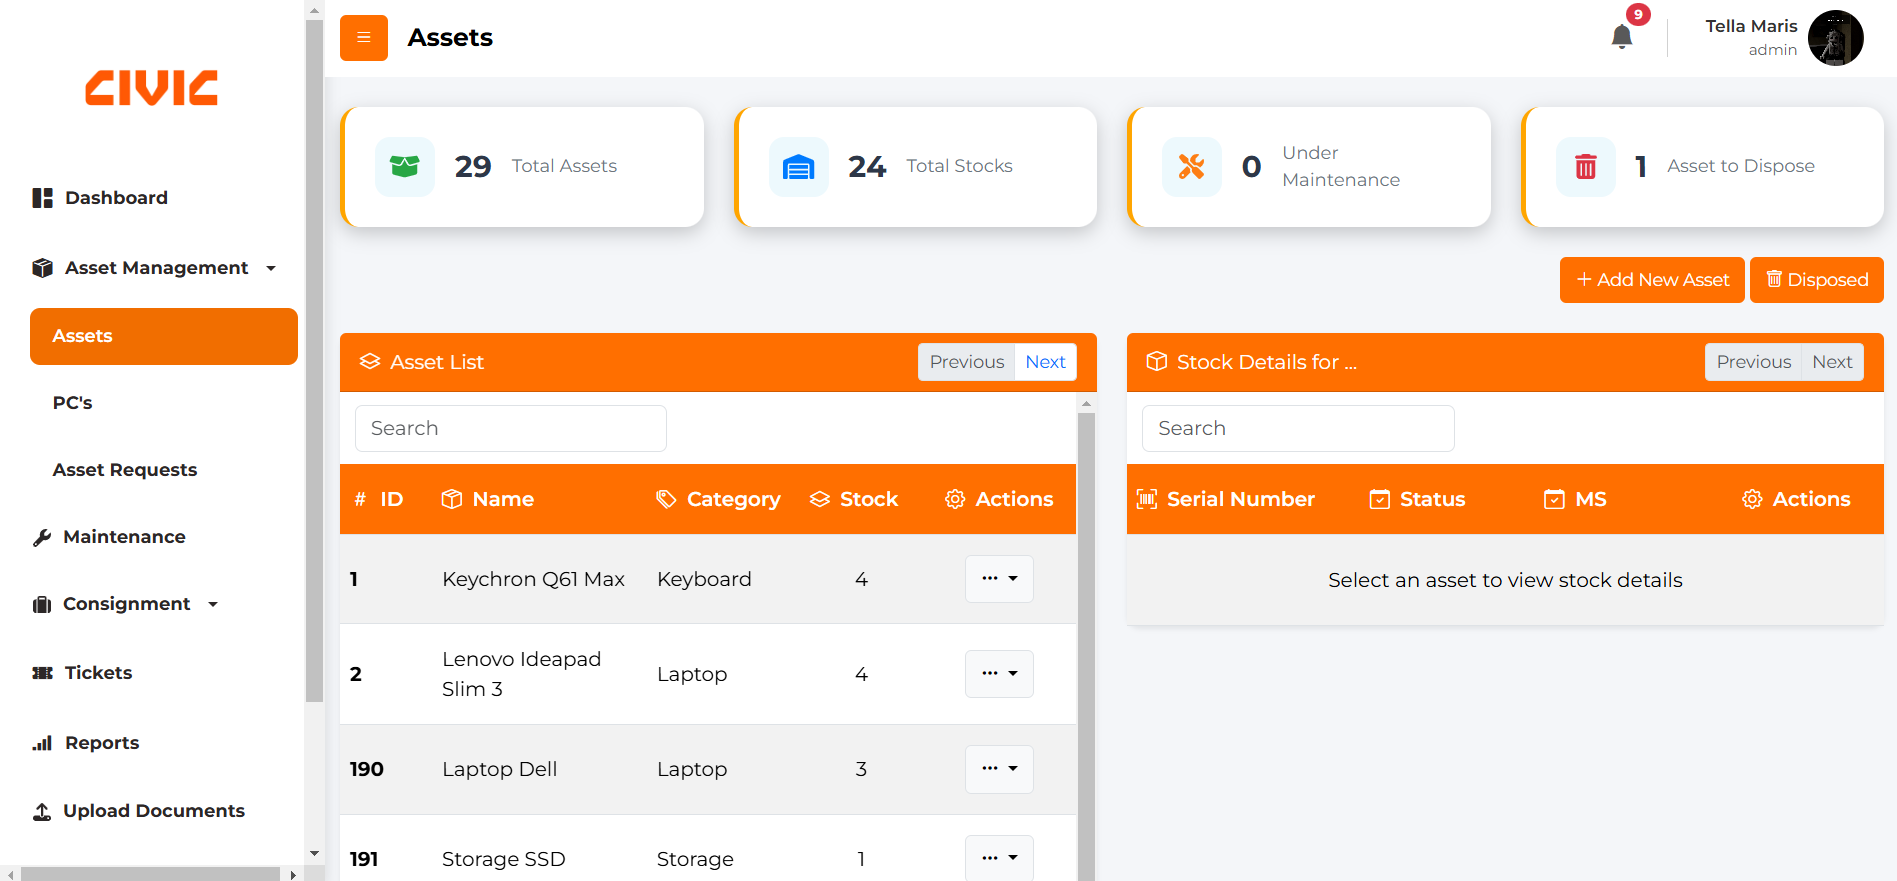 CIVIC
Dashboard
Asset Management
Assets
PC's
Asset Requests
Maintenance
Consignment
Tickets
Reports
Upload Documents
Assets
9
Tella Maris
admin
29 Total Assets
24 Total Stocks
0 Under
Maintenance
1 Asset to Dispose
+ Add New Asset
Disposed
Asset List
Previous Next
Search
# ID Name Category Stock Actions
1 Keychron Q61 Max Keyboard 4 ...
2 Lenovo Ideapad
Slim 3 Laptop 4 ...
190 Laptop Dell Laptop 3 ...
191 Storage SSD Storage 1 ...
Stock Details for ...
Previous Next
Search
Serial Number Status MS Actions
Select an asset to view stock details